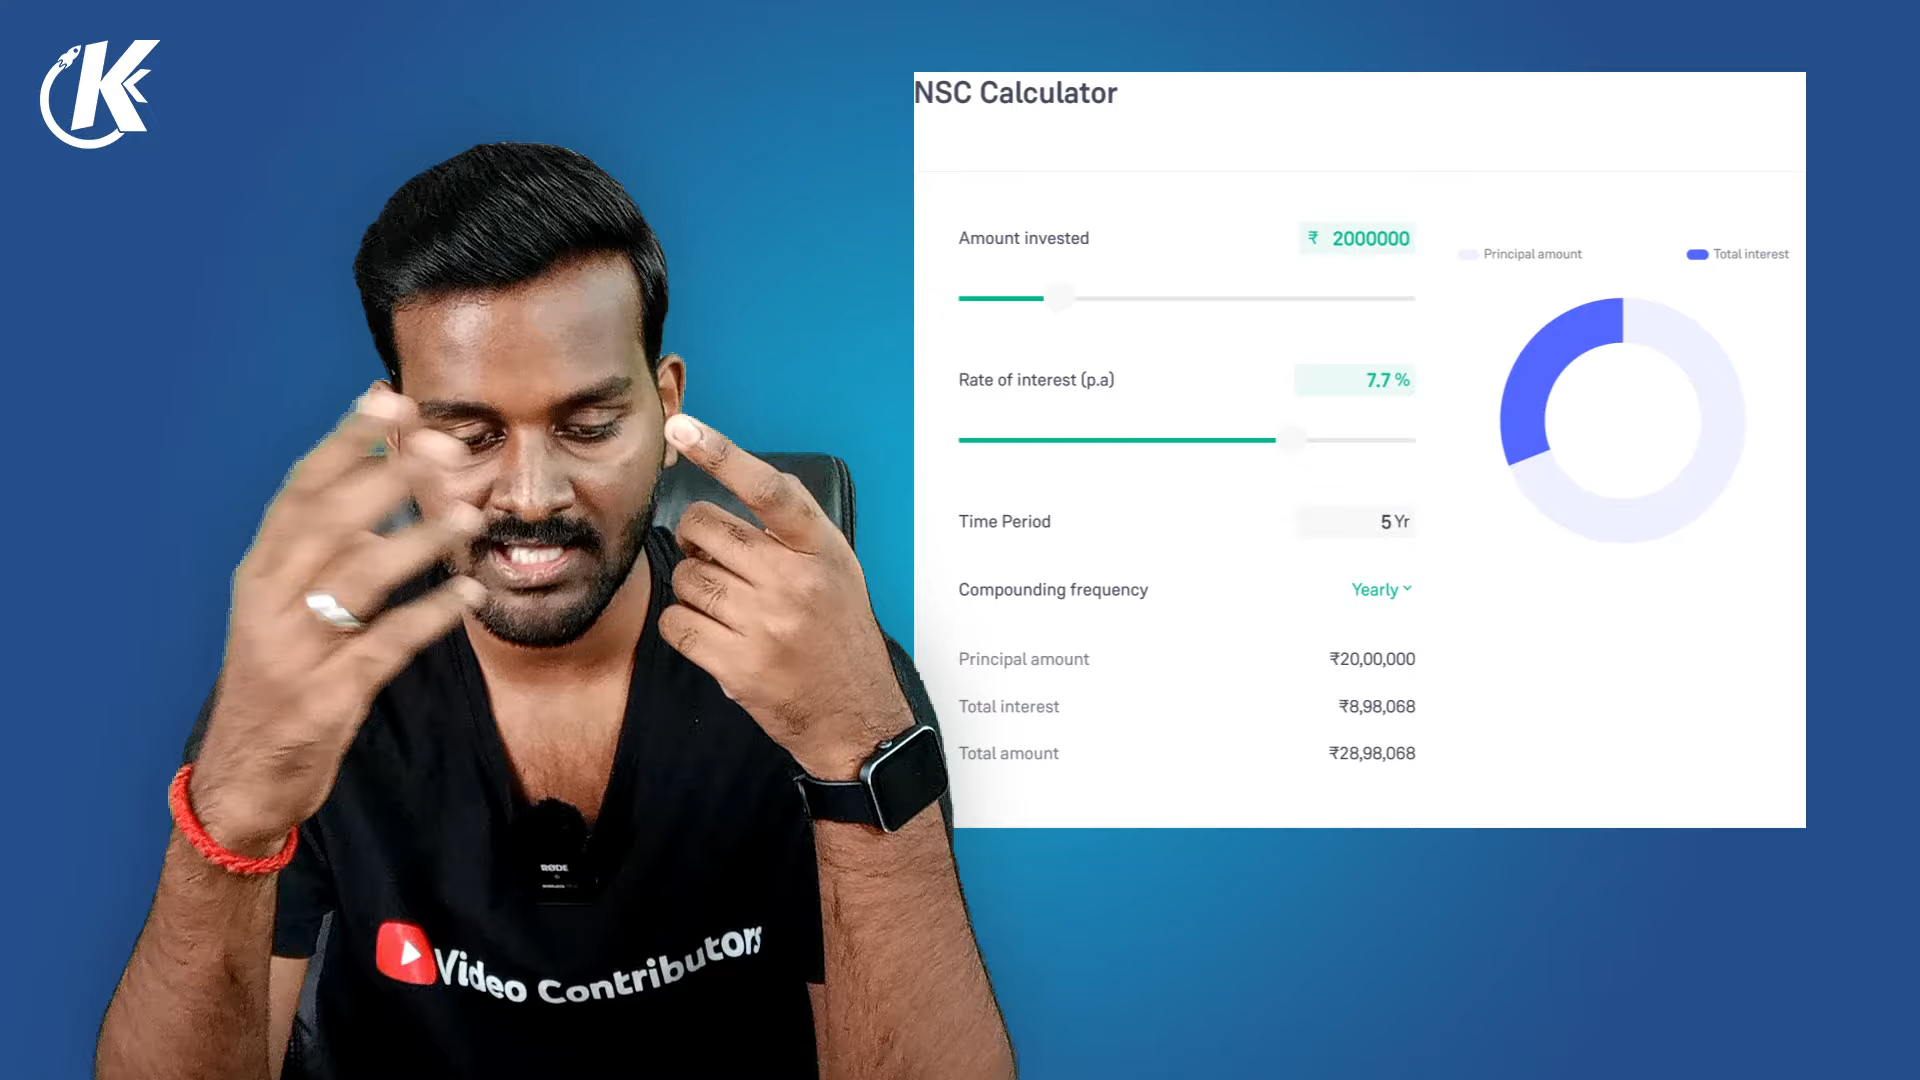 K
NSC Calculator
Amount invested
₹ 2000000
Principal amount
Total interest
Rate of interest (p.a)
7.7 %
Time Period
5 Yr
Compounding frequency
Yearly
Principal amount
₹20,00,000
Total interest
₹8,98,068
Total amount
₹28,98,068
RØDE
Video Contributors